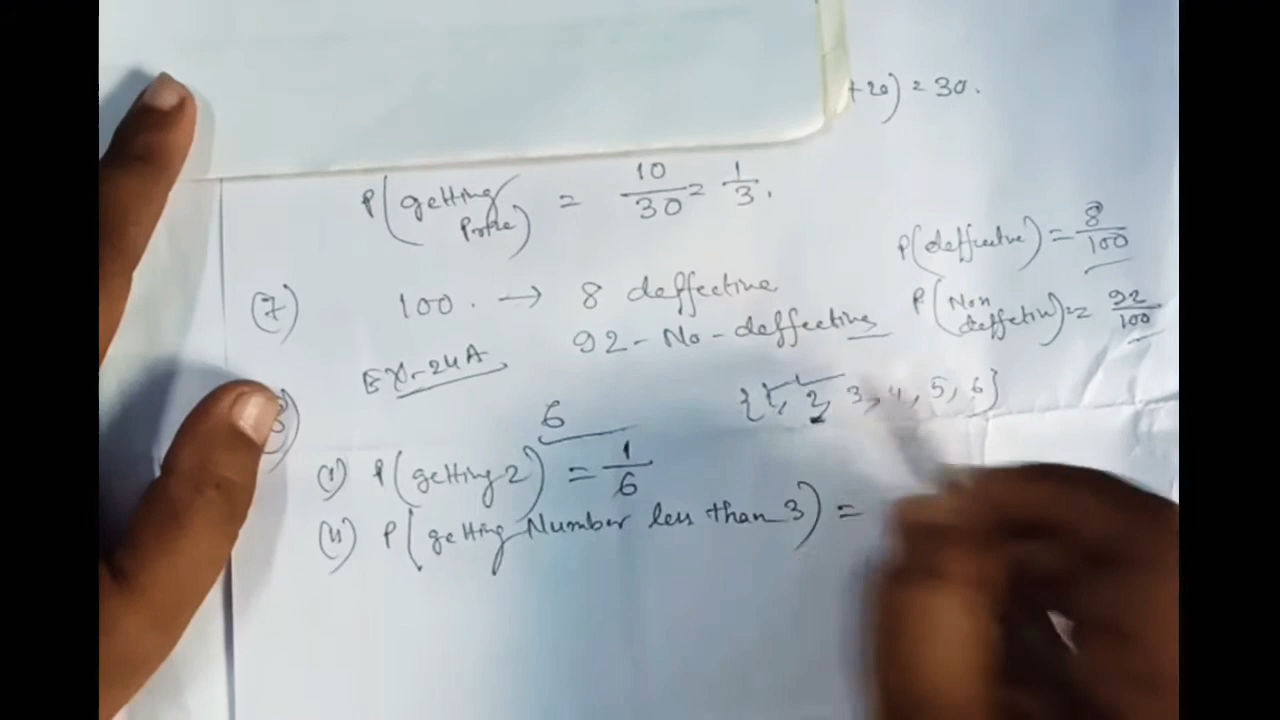 +20) = 30.
P(getting Prize) = 10/30 = 1/3.
P(deffective) = 8/100
(7) 100. → 8 deffective
92 - No - deffective
P(Non deffetiv) = 92/100
EX-24A
6
{1, 2, 3, 4, 5, 6}
(i) P(getting 2) = 1/6
(ii) P(getting Number less than 3) =